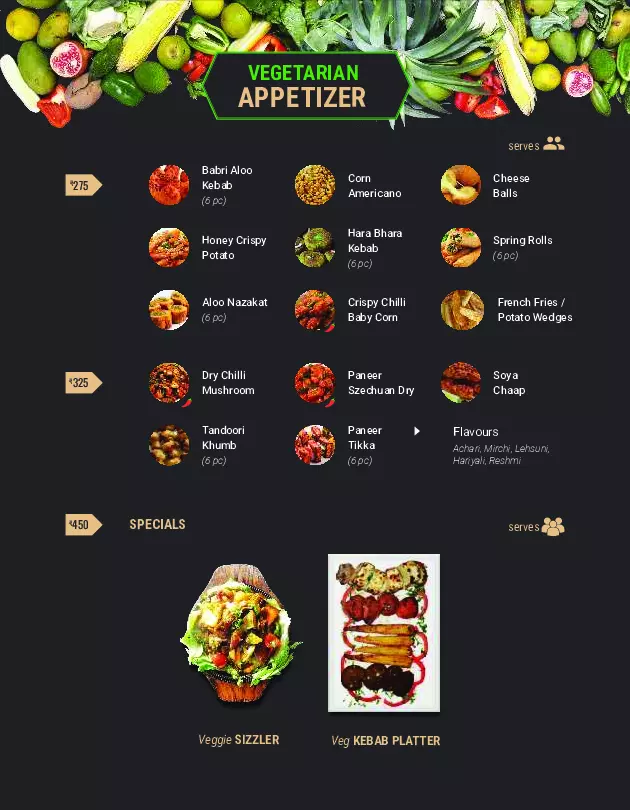 VEGETARIAN
APPETIZER
serves
₹275
Babri Aloo
Kebab
(6 pc)
Corn
Americano
Cheese
Balls
Honey Crispy
Potato
Hara Bhara
Kebab
(6 pc)
Spring Rolls
(6 pc)
Aloo Nazakat
(6 pc)
Crispy Chilli
Baby Corn
French Fries /
Potato Wedges
₹325
Dry Chilli
Mushroom
Paneer
Szechuan Dry
Soya
Chaap
Tandoori
Khumb
(6 pc)
Paneer
Tikka
(6 pc)
Flavours
Achari, Mirchi, Lehsuni,
Hariyali, Reshmi
₹450
SPECIALS
serves
Veggie SIZZLER
Veg KEBAB PLATTER